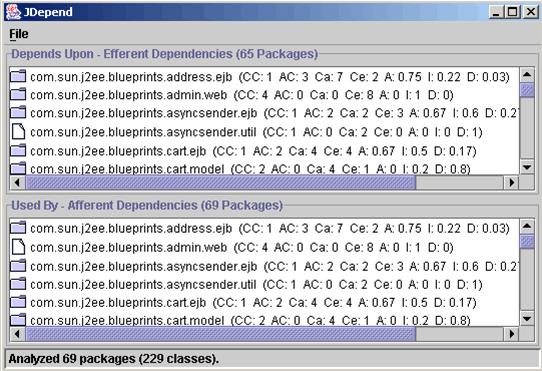 JDepend
File
Depends Upon - Efferent Dependencies (65 Packages)
com.sun.j2ee.blueprints.address.ejb (CC: 1 AC: 3 Ca: 7 Ce: 2 A: 0.75 I: 0.22 D: 0.03)
com.sun.j2ee.blueprints.admin.web (CC: 4 AC: 0 Ca: 0 Ce: 8 A: 0 I: 1 D: 0)
com.sun.j2ee.blueprints.asyncsender.ejb (CC: 1 AC: 2 Ca: 2 Ce: 3 A: 0.67 I: 0.6 D: 0.2
com.sun.j2ee.blueprints.asyncsender.util (CC: 1 AC: 0 Ca: 2 Ce: 0 A: 0 I: 0 D: 1)
com.sun.j2ee.blueprints.cart.ejb (CC: 1 AC: 2 Ca: 4 Ce: 4 A: 0.67 I: 0.5 D: 0.17)
com.sun.j2ee.blueprints.cart.model (CC: 2 AC: 0 Ca: 4 Ce: 1 A: 0 I: 0.2 D: 0.8)
Used By - Afferent Dependencies (69 Packages)
com.sun.j2ee.blueprints.address.ejb (CC: 1 AC: 3 Ca: 7 Ce: 2 A: 0.75 I: 0.22 D: 0.03)
com.sun.j2ee.blueprints.admin.web (CC: 4 AC: 0 Ca: 0 Ce: 8 A: 0 I: 1 D: 0)
com.sun.j2ee.blueprints.asyncsender.ejb (CC: 1 AC: 2 Ca: 2 Ce: 3 A: 0.67 I: 0.6 D: 0.2
com.sun.j2ee.blueprints.asyncsender.util (CC: 1 AC: 0 Ca: 2 Ce: 0 A: 0 I: 0 D: 1)
com.sun.j2ee.blueprints.cart.ejb (CC: 1 AC: 2 Ca: 4 Ce: 4 A: 0.67 I: 0.5 D: 0.17)
com.sun.j2ee.blueprints.cart.model (CC: 2 AC: 0 Ca: 4 Ce: 1 A: 0 I: 0.2 D: 0.8)
Analyzed 69 packages (229 classes).